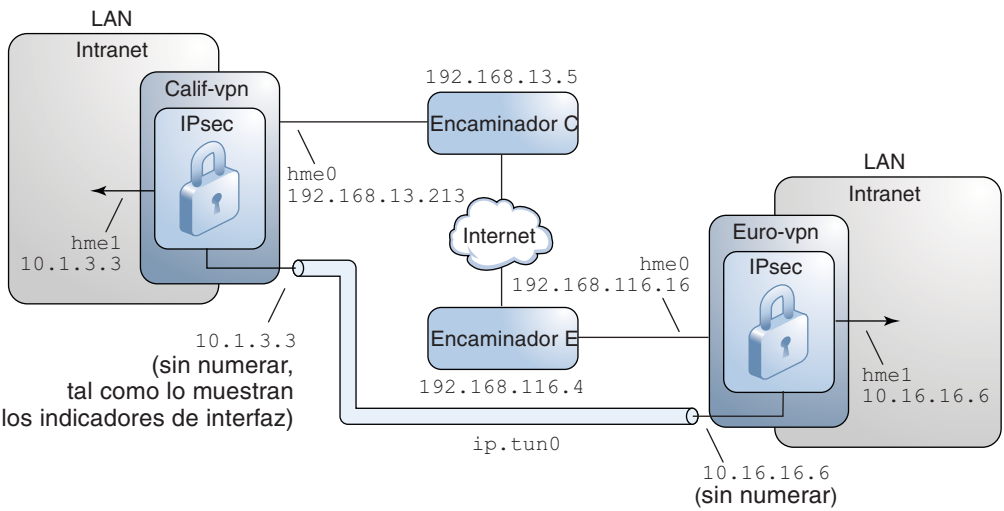 LAN
Intranet
Calif-vpn
IPsec
hme1
10.1.3.3
hme0
192.168.13.213
192.168.13.5
Encaminador C
Internet
Encaminador E
192.168.116.4
hme0
192.168.116.16
LAN
Intranet
Euro-vpn
IPsec
hme1
10.16.16.6
10.1.3.3
(sin numerar,
tal como lo muestran
los indicadores de interfaz)
ip.tun0
10.16.16.6
(sin numerar)